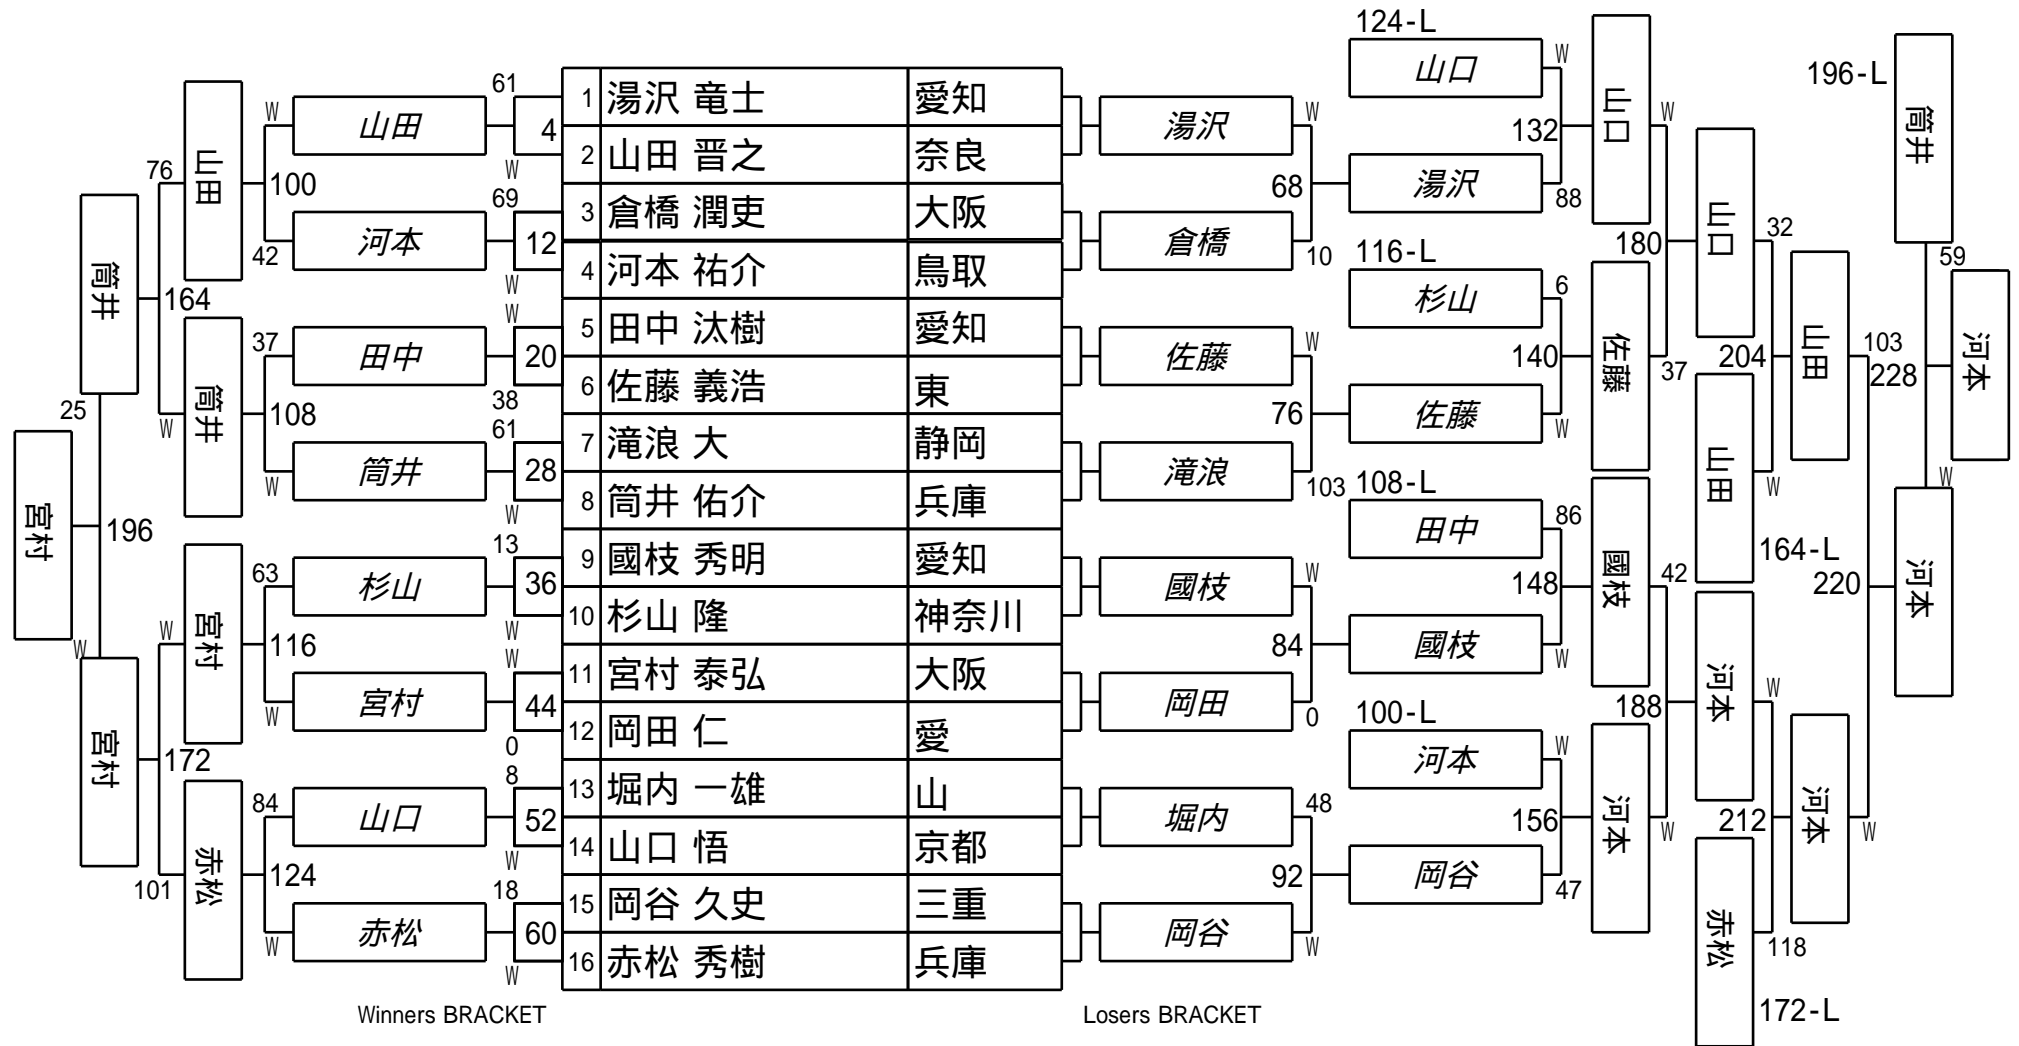 124-L
山口
W
196-L
筒井
61
1 湯沢 竜士 愛知
山田
W
山田
4
湯沢
W
132
山口
W
2 山田 晋之 奈良
W
76
100
68
湯沢
88
山口
32
69
3 倉橋 潤吏 大阪
河本
42
12
倉橋
10
180
59
4 河本 祐介 鳥取
W
116-L
杉山
6
筒井
164
W
5 田中 汰樹 愛知
37
田中
20
佐藤
W
140
佐藤
37
204
山田
103
228
河本
6 佐藤 義浩 東
38
筒井
108
W
25
76
佐藤
W
山田
W
61
7 滝浪 大 静岡
筒井
W
28
滝浪
103
108-L
8 筒井 佑介 兵庫
W
田中
86
W
宮村
196
164-L
13
9 國枝 秀明 愛知
63
杉山
36
國枝
W
148
國枝
42
220
河本
10 杉山 隆 神奈川
W
W
宮村
116
84
國枝
W
W
11 宮村 泰弘 大阪
宮村
W
44
岡田
0
188
河本
W
12 岡田 仁 愛
0
100-L
河本
W
W
宮村
172
8
13 堀内 一雄 山
84
山口
52
堀内
48
156
河本
W
212
河本
W
14 山口 悟 京都
W
101
赤松
124
92
岡谷
47
18
15 岡谷 久史 三重
赤松
W
60
岡谷
W
赤松
118
16 赤松 秀樹 兵庫
W
172-L
Winners BRACKET
Losers BRACKET